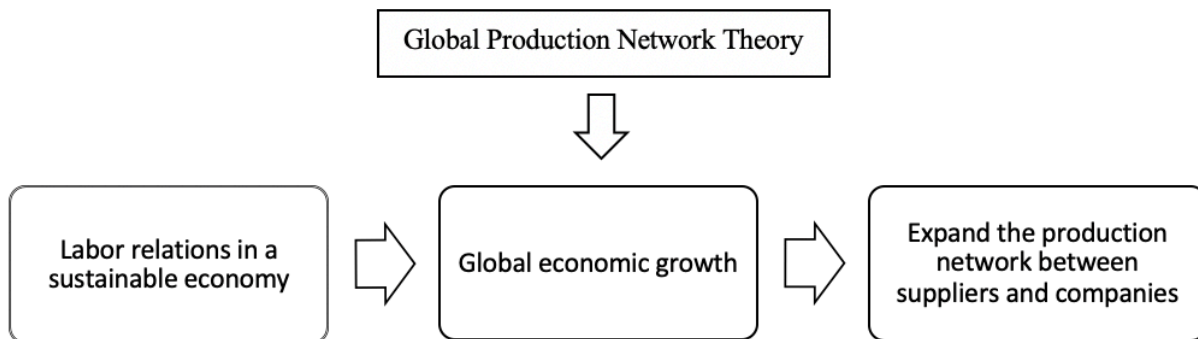 Global Production Network Theory
Labor relations in a
sustainable economy
Global economic growth
Expand the production
network between
suppliers and companies